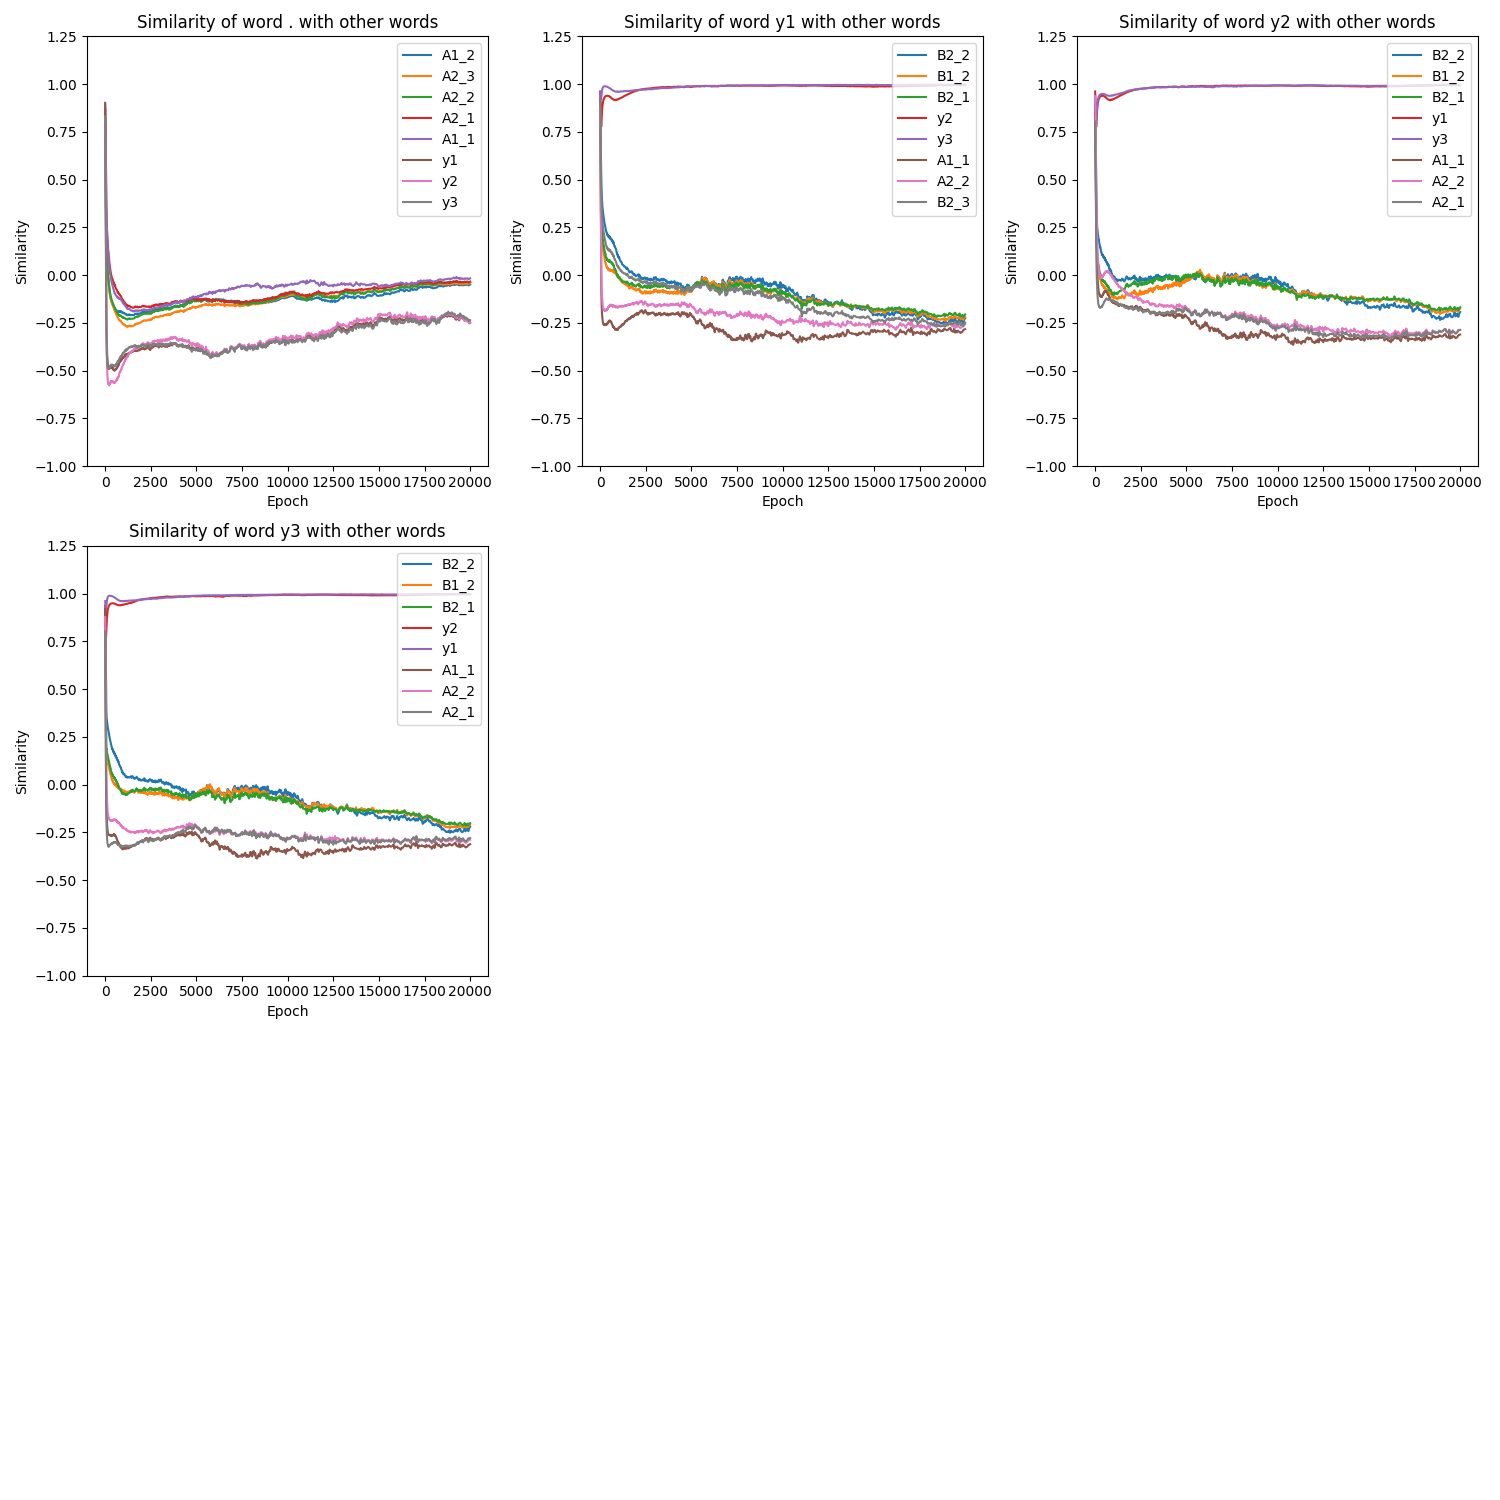 Similarity of word . with other words
1.25
1.00
0.75
0.50
0.25
0.00
−0.25
−0.50
−0.75
−1.00
Similarity
A1_2
A2_3
A2_2
A2_1
A1_1
y1
y2
y3
0 2500 5000 7500 10000 12500 15000 17500 20000
Epoch
Similarity of word y1 with other words
1.25
1.00
0.75
0.50
0.25
0.00
−0.25
−0.50
−0.75
−1.00
Similarity
B2_2
B1_2
B2_1
y2
y3
A1_1
A2_2
B2_3
0 2500 5000 7500 10000 12500 15000 17500 20000
Epoch
Similarity of word y2 with other words
1.25
1.00
0.75
0.50
0.25
0.00
−0.25
−0.50
−0.75
−1.00
Similarity
B2_2
B1_2
B2_1
y1
y3
A1_1
A2_2
A2_1
0 2500 5000 7500 10000 12500 15000 17500 20000
Epoch
Similarity of word y3 with other words
1.25
1.00
0.75
0.50
0.25
0.00
−0.25
−0.50
−0.75
−1.00
Similarity
B2_2
B1_2
B2_1
y2
y1
A1_1
A2_2
A2_1
0 2500 5000 7500 10000 12500 15000 17500 20000
Epoch